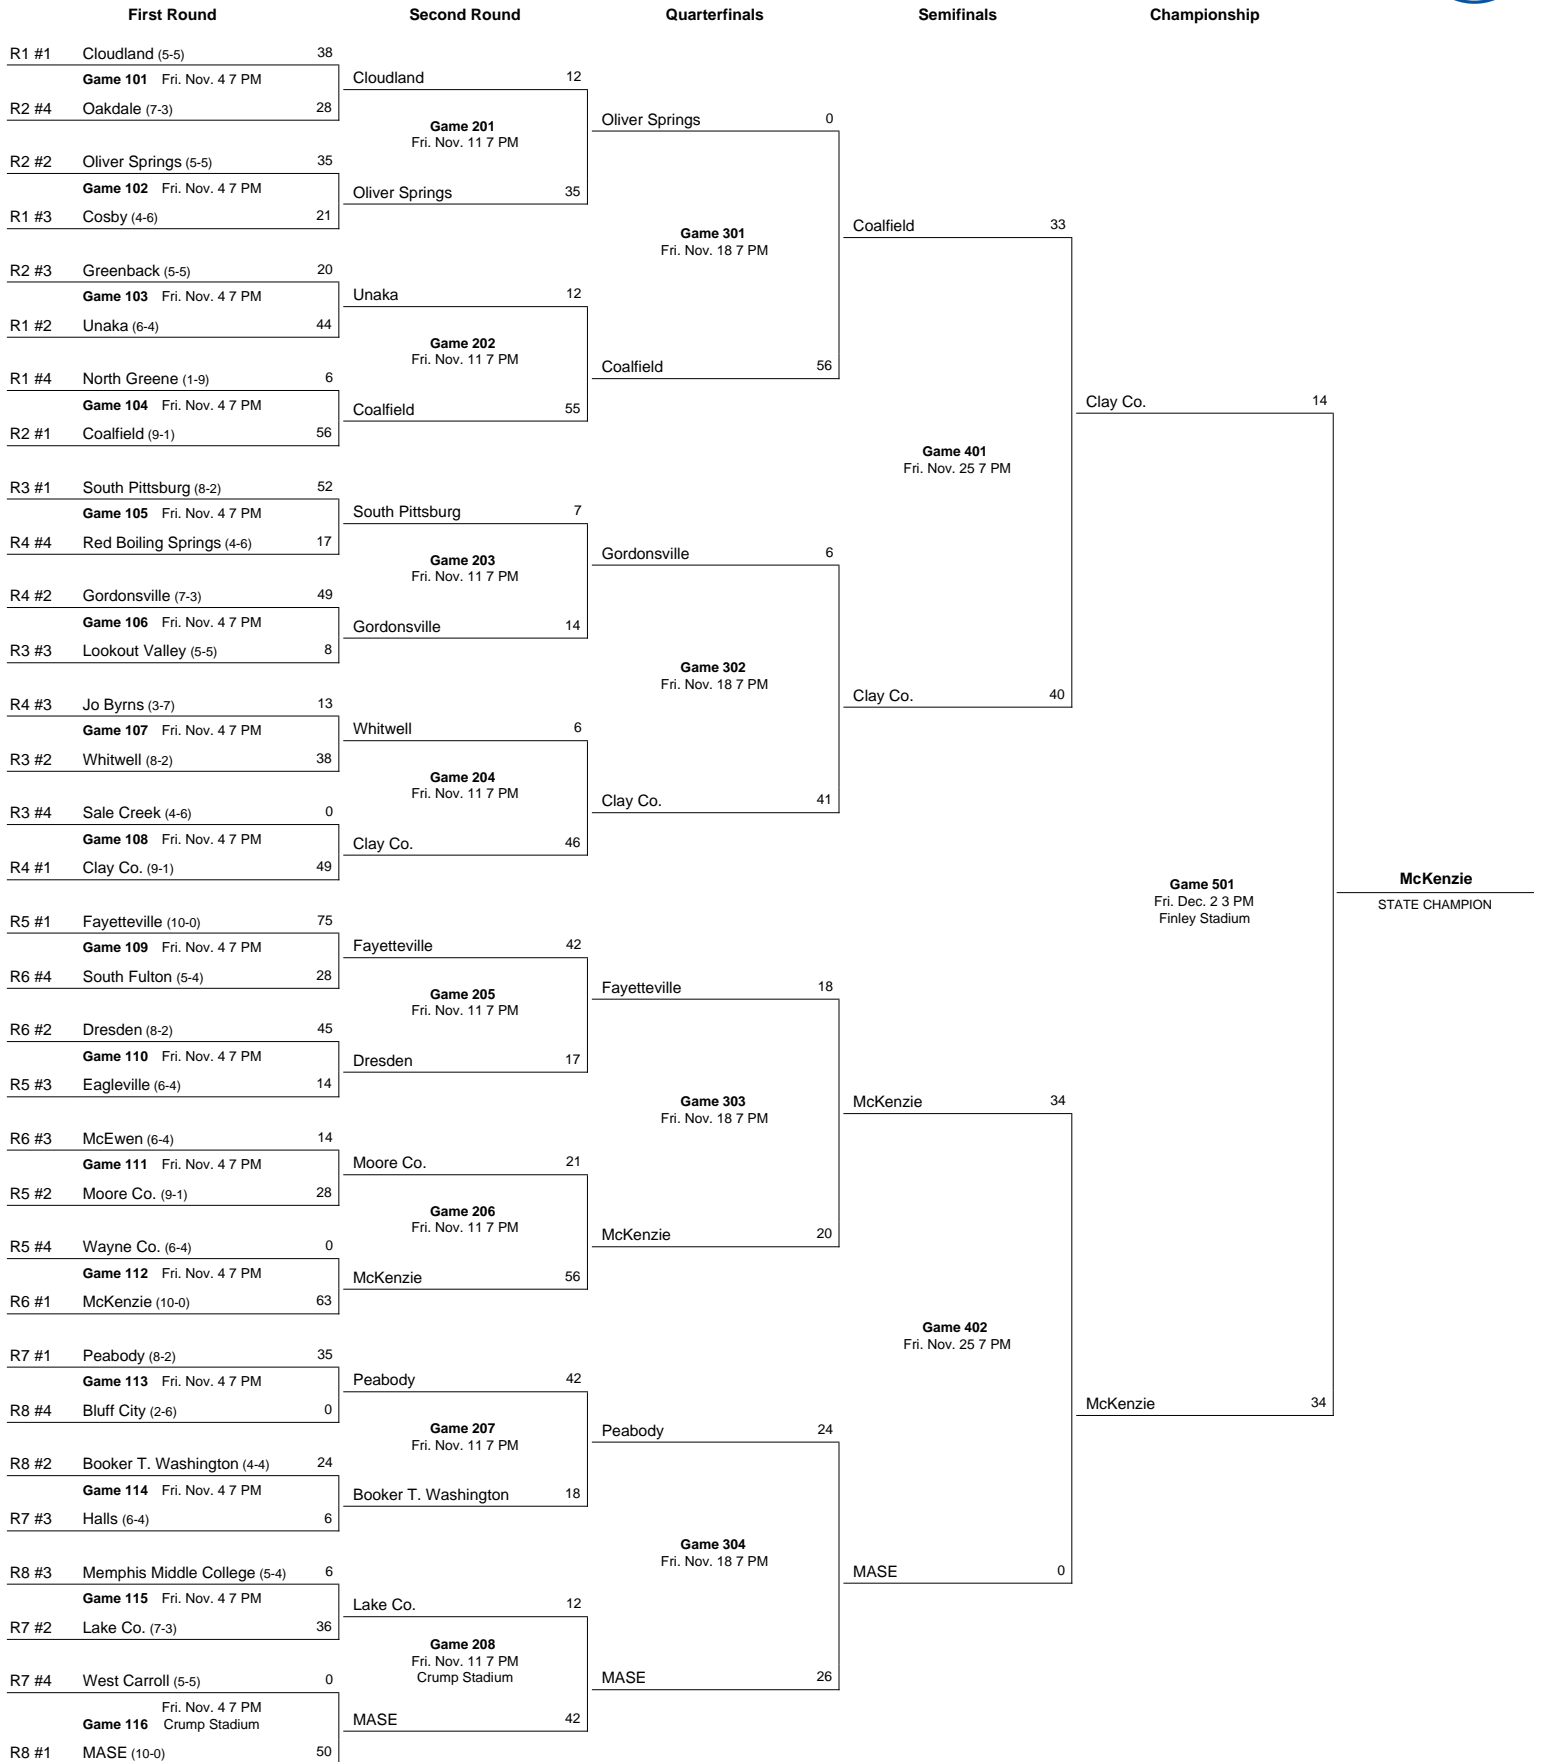 First Round Second Round Quarterfinals Semifinals Championship
R1 #1 Cloudland (5-5) 38
Game 101 Fri. Nov. 4 7 PM
R2 #4 Oakdale (7-3) 28
R2 #2 Oliver Springs (5-5) 35
Game 102 Fri. Nov. 4 7 PM
R1 #3 Cosby (4-6) 21
R2 #3 Greenback (5-5) 20
Game 103 Fri. Nov. 4 7 PM
R1 #2 Unaka (6-4) 44
R1 #4 North Greene (1-9) 6
Game 104 Fri. Nov. 4 7 PM
R2 #1 Coalfield (9-1) 56
R3 #1 South Pittsburg (8-2) 52
Game 105 Fri. Nov. 4 7 PM
R4 #4 Red Boiling Springs (4-6) 17
R4 #2 Gordonsville (7-3) 49
Game 106 Fri. Nov. 4 7 PM
R3 #3 Lookout Valley (5-5) 8
R4 #3 Jo Byrns (3-7) 13
Game 107 Fri. Nov. 4 7 PM
R3 #2 Whitwell (8-2) 38
R3 #4 Sale Creek (4-6) 0
Game 108 Fri. Nov. 4 7 PM
R4 #1 Clay Co. (9-1) 49
R5 #1 Fayetteville (10-0) 75
Game 109 Fri. Nov. 4 7 PM
R6 #4 South Fulton (5-4) 28
R6 #2 Dresden (8-2) 45
Game 110 Fri. Nov. 4 7 PM
R5 #3 Eagleville (6-4) 14
R6 #3 McEwen (6-4) 14
Game 111 Fri. Nov. 4 7 PM
R5 #2 Moore Co. (9-1) 28
R5 #4 Wayne Co. (6-4) 0
Game 112 Fri. Nov. 4 7 PM
R6 #1 McKenzie (10-0) 63
R7 #1 Peabody (8-2) 35
Game 113 Fri. Nov. 4 7 PM
R8 #4 Bluff City (2-6) 0
R8 #2 Booker T. Washington (4-4) 24
Game 114 Fri. Nov. 4 7 PM
R7 #3 Halls (6-4) 6
R8 #3 Memphis Middle College (5-4) 6
Game 115 Fri. Nov. 4 7 PM
R7 #2 Lake Co. (7-3) 36
R7 #4 West Carroll (5-5) 0
Fri. Nov. 4 7 PM
Game 116 Crump Stadium
R8 #1 MASE (10-0) 50
Cloudland 12
Game 201
Fri. Nov. 11 7 PM
Oliver Springs 35
Unaka 12
Game 202
Fri. Nov. 11 7 PM
Coalfield 55
South Pittsburg 7
Game 203
Fri. Nov. 11 7 PM
Gordonsville 14
Whitwell 6
Game 204
Fri. Nov. 11 7 PM
Clay Co. 46
Fayetteville 42
Game 205
Fri. Nov. 11 7 PM
Dresden 17
Moore Co. 21
Game 206
Fri. Nov. 11 7 PM
McKenzie 56
Peabody 42
Game 207
Fri. Nov. 11 7 PM
Booker T. Washington 18
Lake Co. 12
Game 208
Fri. Nov. 11 7 PM
Crump Stadium
MASE 42
Oliver Springs 0
Game 301
Fri. Nov. 18 7 PM
Coalfield 56
Gordonsville 6
Game 302
Fri. Nov. 18 7 PM
Clay Co. 41
Fayetteville 18
Game 303
Fri. Nov. 18 7 PM
McKenzie 20
Peabody 24
Game 304
Fri. Nov. 18 7 PM
MASE 26
Coalfield 33
Game 401
Fri. Nov. 25 7 PM
Clay Co. 40
McKenzie 34
Game 402
Fri. Nov. 25 7 PM
MASE 0
Clay Co. 14
Game 501
Fri. Dec. 2 3 PM
Finley Stadium
McKenzie 34
McKenzie
STATE CHAMPION